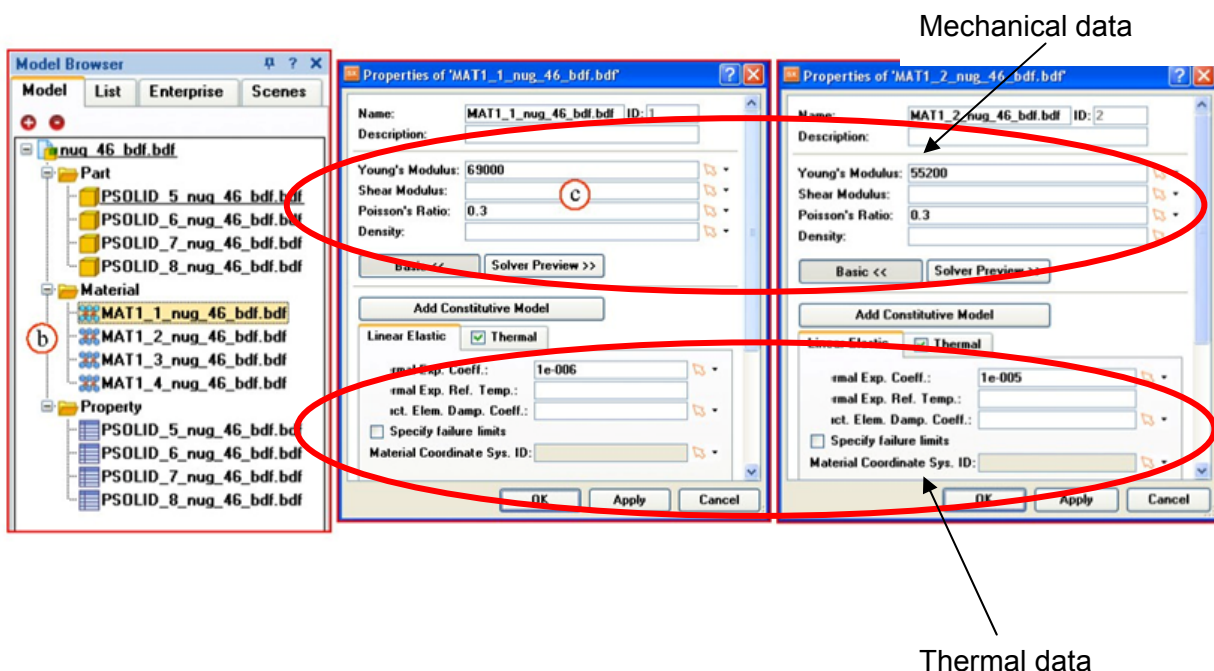 Mechanical data
Model Browser
Model List Enterprise Scenes
nug_46_bdf.bdf
Part
PSOLID_5_nug_46_bdf.bdf
PSOLID_6_nug_46_bdf.bdf
PSOLID_7_nug_46_bdf.bdf
PSOLID_8_nug_46_bdf.bdf
Material
MAT1_1_nug_46_bdf.bdf
b MAT1_2_nug_46_bdf.bdf
MAT1_3_nug_46_bdf.bdf
MAT1_4_nug_46_bdf.bdf
Property
PSOLID_5_nug_46_bdf.bdf
PSOLID_6_nug_46_bdf.bdf
PSOLID_7_nug_46_bdf.bdf
PSOLID_8_nug_46_bdf.bdf
Properties of 'MAT1_1_nug_46_bdf.bdf'
Name: MAT1_1_nug_46_bdf.bdf ID: 1
Description:
Young's Modulus: 69000
Shear Modulus:
c
Poisson's Ratio: 0.3
Density:
Basic << Solver Preview >>
Add Constitutive Model
Linear Elastic Thermal
rmal Exp. Coeff.: 1e-006
rmal Exp. Ref. Temp.:
ıct. Elem. Damp. Coeff.:
Specify failure limits
Material Coordinate Sys. ID:
OK Apply Cancel
Properties of 'MAT1_2_nug_46_bdf.bdf'
Name: MAT1_2_nug_46_bdf.bdf ID: 2
Description:
Young's Modulus: 55200
Shear Modulus:
Poisson's Ratio: 0.3
Density:
Basic << Solver Preview >>
Add Constitutive Model
Linear Elastic Thermal
rmal Exp. Coeff.: 1e-005
rmal Exp. Ref. Temp.:
ıct. Elem. Damp. Coeff.:
Specify failure limits
Material Coordinate Sys. ID:
OK Apply Cancel
Thermal data